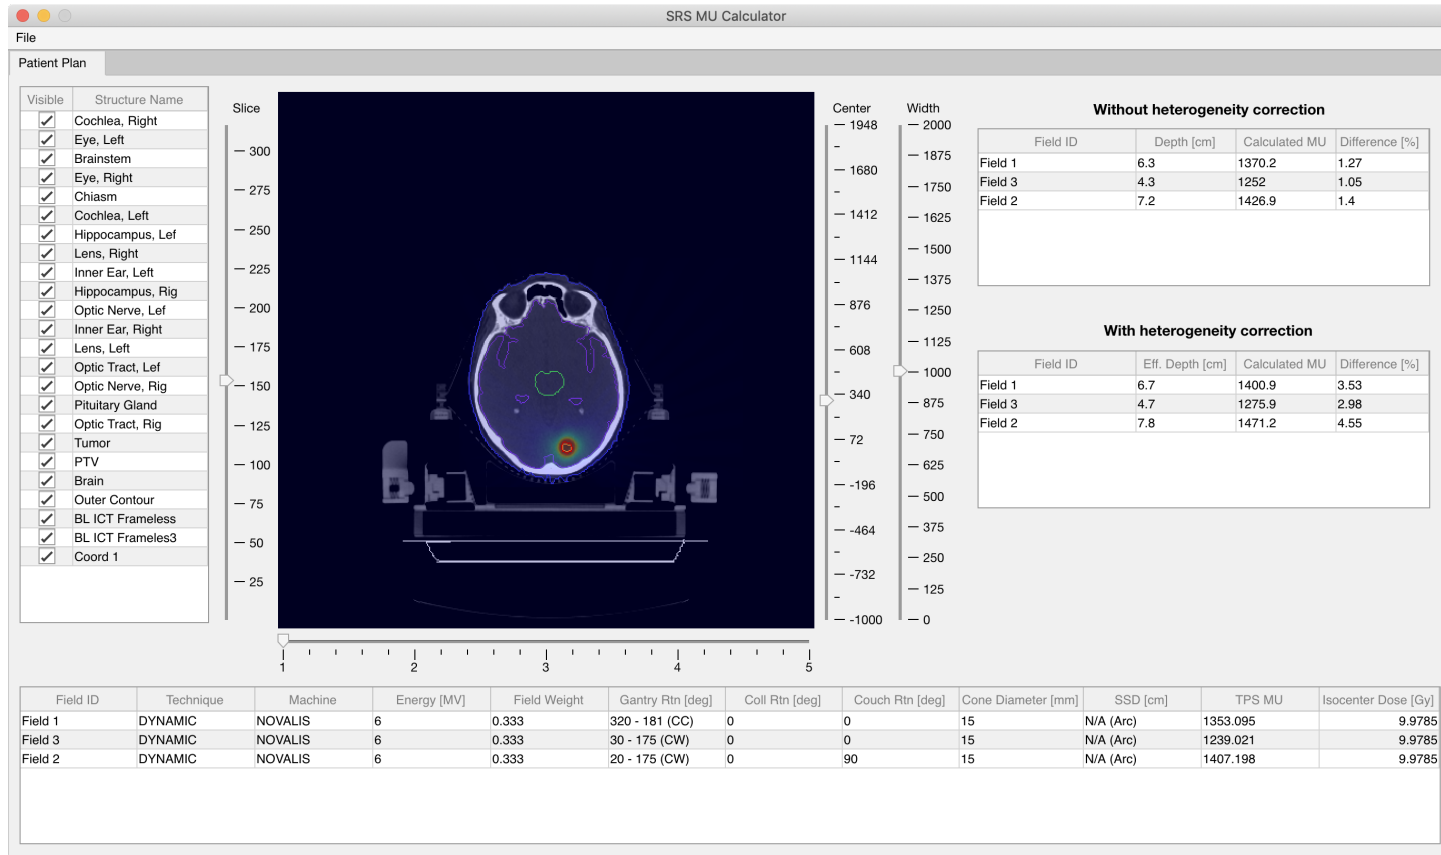 SRS MU Calculator
File
Patient Plan
Visible Structure Name
Cochlea, Right
Eye, Left
Brainstem
Eye, Right
Chiasm
Cochlea, Left
Hippocampus, Lef
Lens, Right
Inner Ear, Left
Hippocampus, Rig
Optic Nerve, Lef
Inner Ear, Right
Lens, Left
Optic Tract, Lef
Optic Nerve, Rig
Pituitary Gland
Optic Tract, Rig
Tumor
PTV
Brain
Outer Contour
BL ICT Frameless
BL ICT Frameles3
Coord 1
Slice
300
275
250
225
200
175
150
125
100
75
50
25
1 2 3 4 5
Center
1948
1680
1412
1144
876
608
340
72
-196
-464
-732
-1000
Width
2000
1875
1750
1625
1500
1375
1250
1125
1000
875
750
625
500
375
250
125
0
Without heterogeneity correction
Field ID Depth [cm] Calculated MU Difference [%]
Field 1 6.3 1370.2 1.27
Field 3 4.3 1252 1.05
Field 2 7.2 1426.9 1.4
With heterogeneity correction
Field ID Eff. Depth [cm] Calculated MU Difference [%]
Field 1 6.7 1400.9 3.53
Field 3 4.7 1275.9 2.98
Field 2 7.8 1471.2 4.55
Field ID Technique Machine Energy [MV] Field Weight Gantry Rtn [deg] Coll Rtn [deg] Couch Rtn [deg] Cone Diameter [mm] SSD [cm] TPS MU Isocenter Dose [Gy]
Field 1 DYNAMIC NOVALIS 6 0.333 320 - 181 (CC) 0 0 15 N/A (Arc) 1353.095 9.9785
Field 3 DYNAMIC NOVALIS 6 0.333 30 - 175 (CW) 0 0 15 N/A (Arc) 1239.021 9.9785
Field 2 DYNAMIC NOVALIS 6 0.333 20 - 175 (CW) 0 90 15 N/A (Arc) 1407.198 9.9785